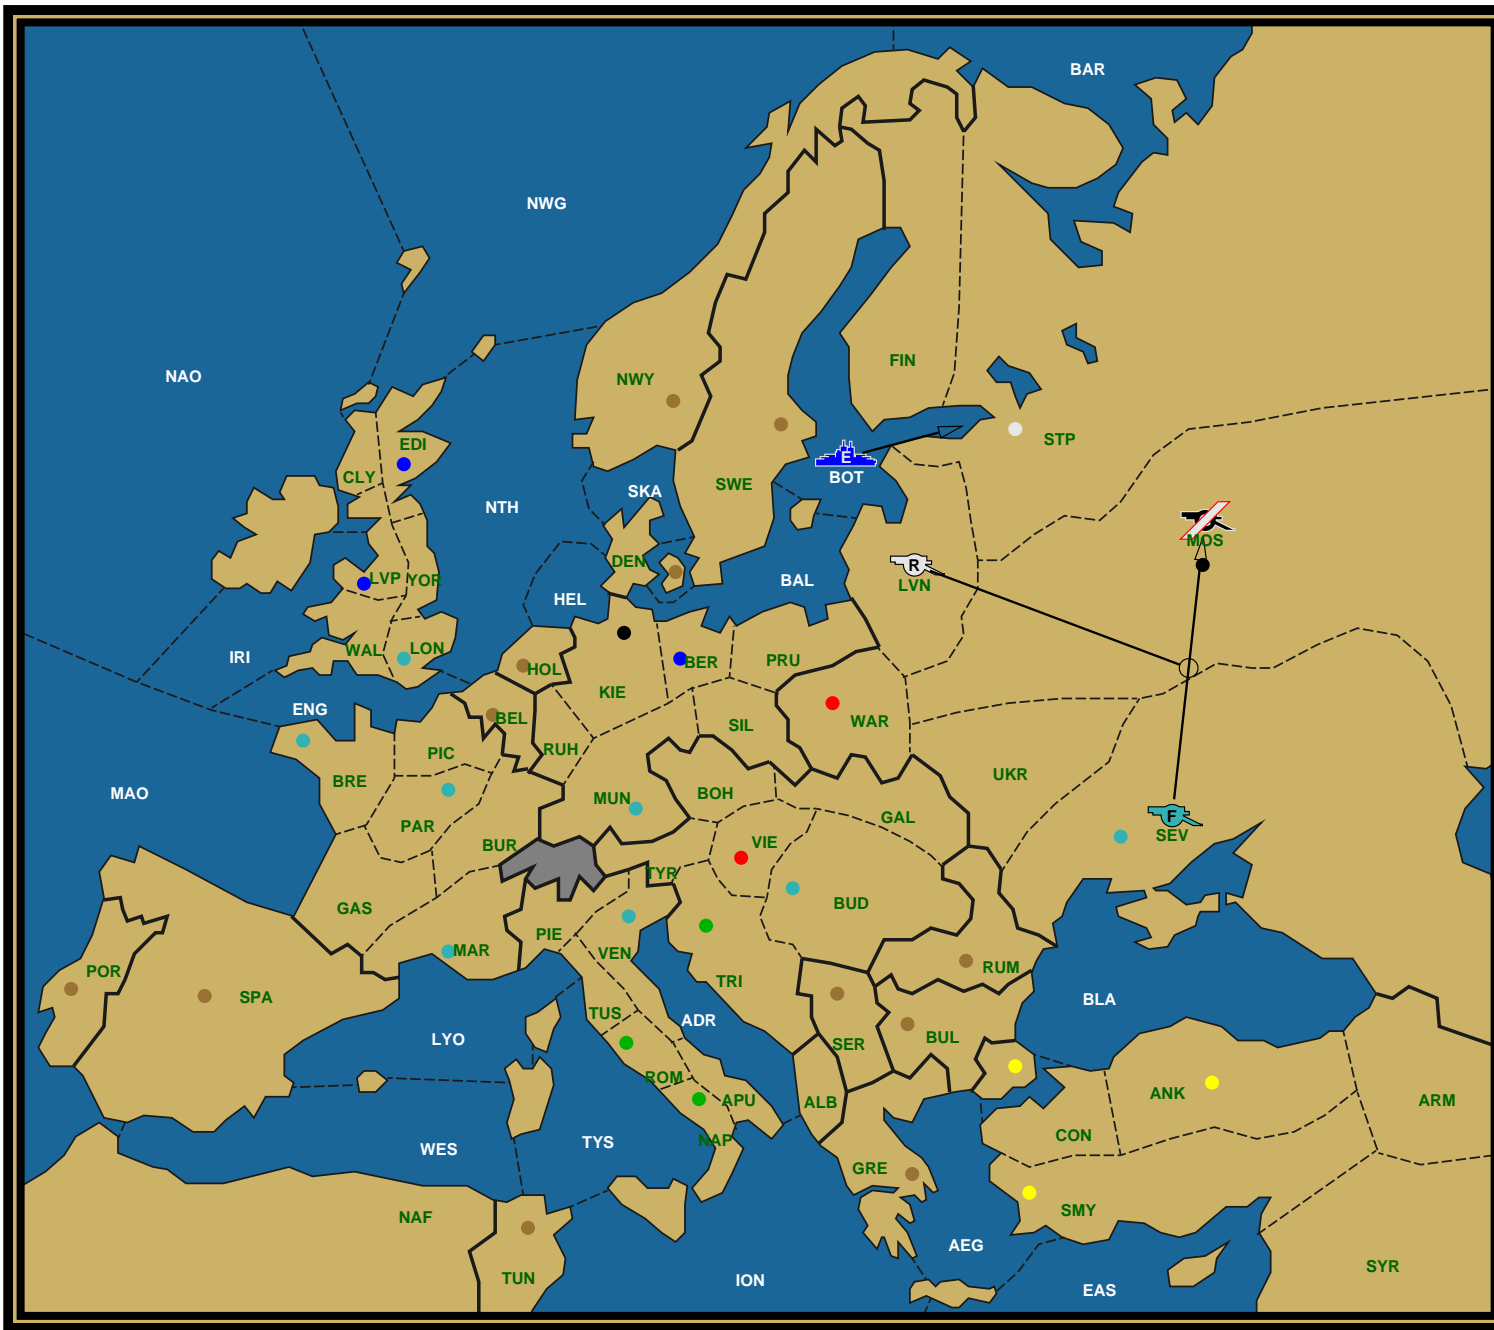 BAR
NWG
NAO
FIN
NWY
STP
EDI
CLY
SWE
E
BOT
SKA
NTH
MOS
DEN
R
LVN
LVP
YOR
BAL
HEL
WAL
LON
IRI
HOL
BER
PRU
KIE
ENG
BEL
WAR
SIL
PIC
RUH
UKR
BRE
MAO
MUN
BOH
F
GAL
PAR
SEV
BUR
VIE
TYR
BUD
GAS
PIE
MAR
VEN
POR
RUM
SPA
TRI
BLA
TUS
ADR
LYO
SER
BUL
ROM
ANK
APU
ALB
ARM
CON
NAP
TYS
WES
GRE
SMY
NAF
AEG
SYR
TUN
ION
EAS